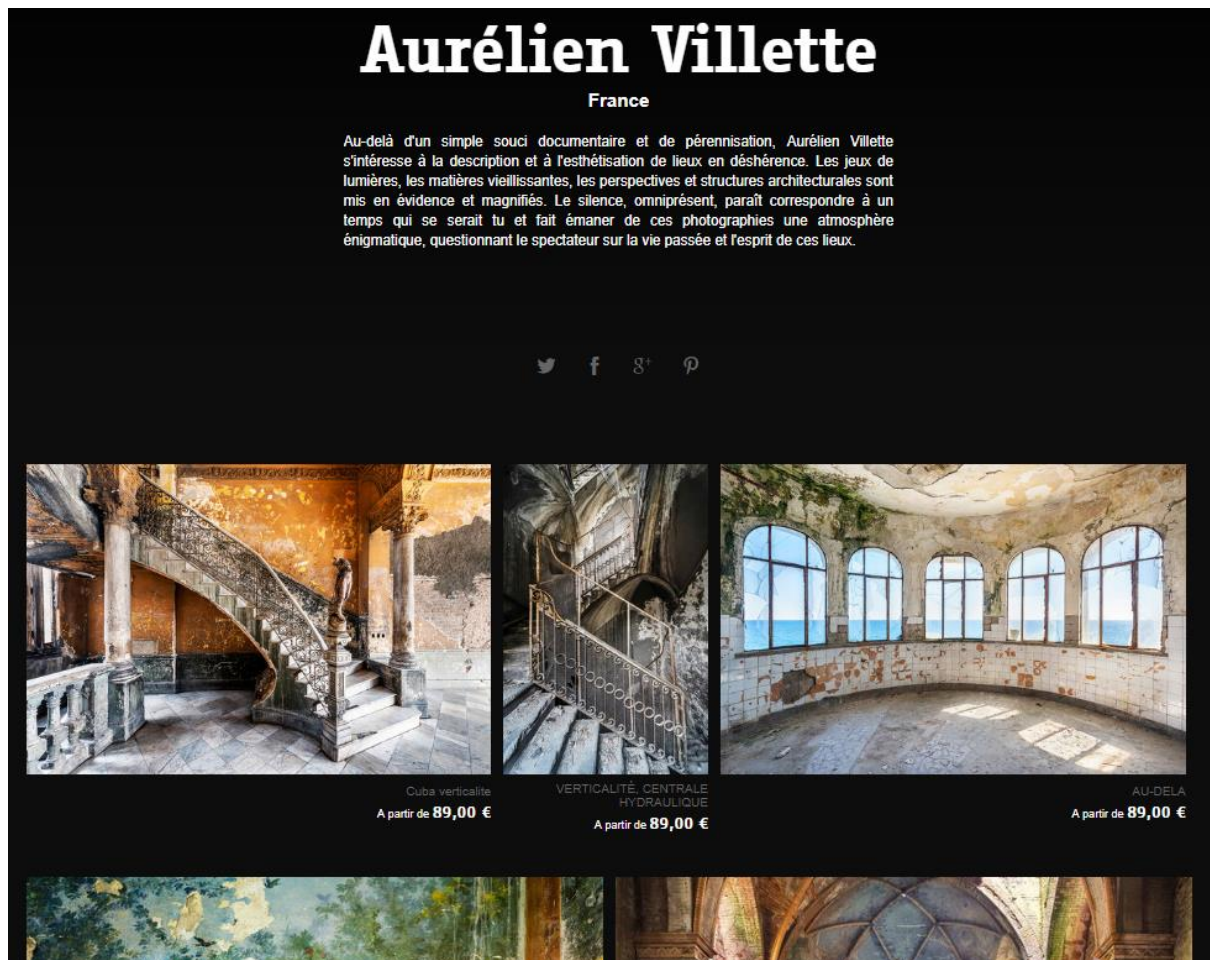 Aurélien Villette
France
Au-delà d'un simple souci documentaire et de pérennisation, Aurélien Villette
s'intéresse à la description et à l'esthétisation de lieux en déshérence. Les jeux de
lumières, les matières vieillissantes, les perspectives et structures architecturales sont
mis en évidence et magnifiés. Le silence, omniprésent, paraît correspondre à un
temps qui se serait tu et fait émaner de ces photographies une atmosphère
énigmatique, questionnant le spectateur sur la vie passée et l'esprit de ces lieux.
Cuba verticalite
A partir de 89,00 €
VERTICALITÉ, CENTRALE
HYDRAULIQUE
A partir de 89,00 €
AU-DELA
A partir de 89,00 €